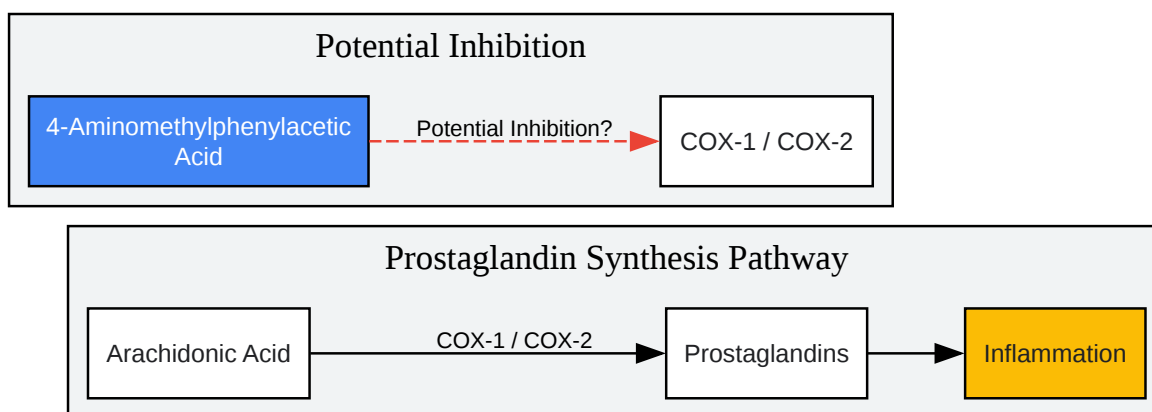 Potential Inhibition
4-Aminomethylphenylacetic
Acid
Potential Inhibition?
COX-1 / COX-2
Prostaglandin Synthesis Pathway
Arachidonic Acid
COX-1 / COX-2
Prostaglandins
Inflammation